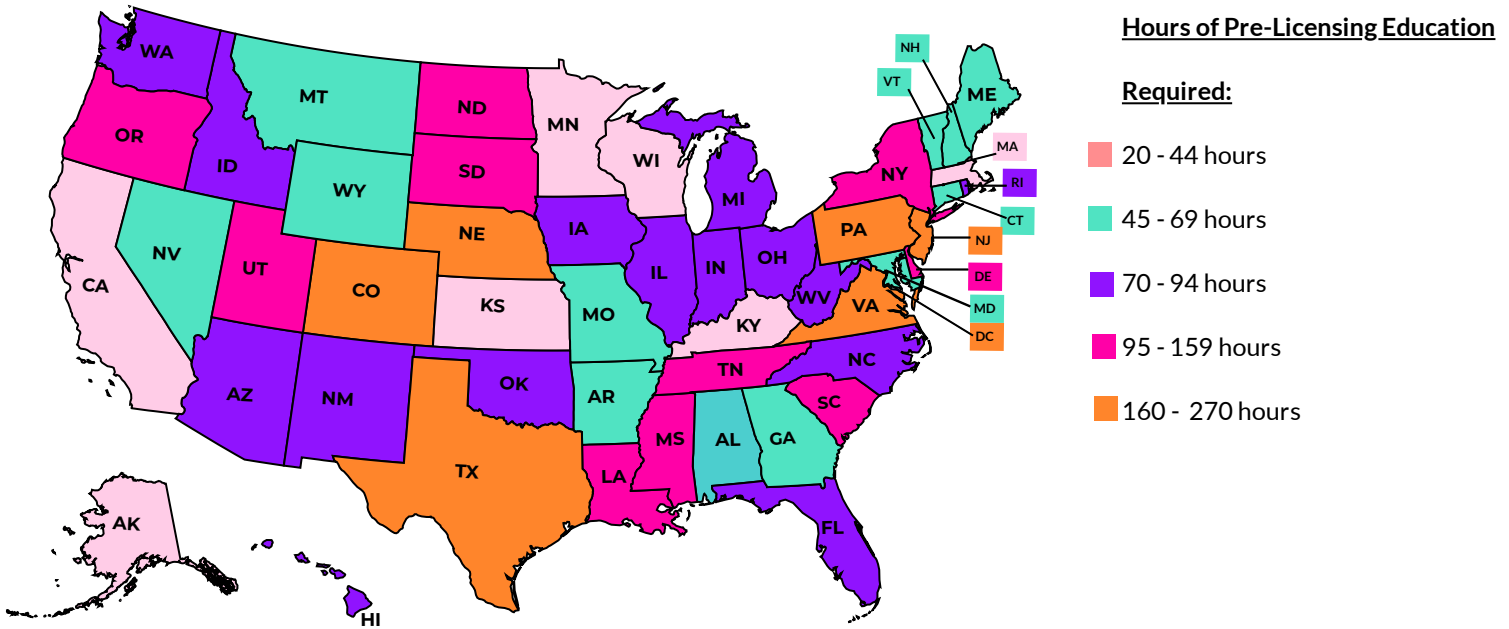 Hours of Pre-Licensing Education
Required:
20 - 44 hours
45 - 69 hours
70 - 94 hours
95 - 159 hours
160 - 270 hours
WA
MT
ND
MN
OR
ID
WY
SD
WI
MI
NY
ME
NH
VT
MA
RI
CT
NJ
DE
MD
DC
NV
UT
CO
NE
IA
IL
IN
OH
PA
CA
KS
MO
KY
WV
VA
AZ
NM
OK
AR
TN
NC
SC
TX
LA
MS
AL
GA
FL
AK
HI